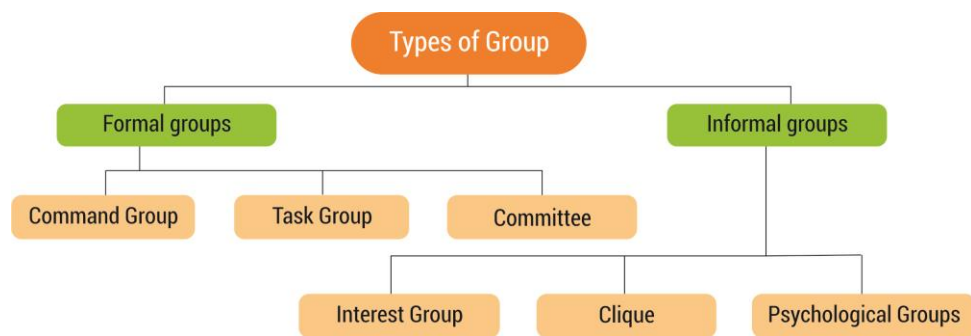 Types of Group
Formal groups
Informal groups
Command Group
Task Group
Committee
Interest Group
Clique
Psychological Groups